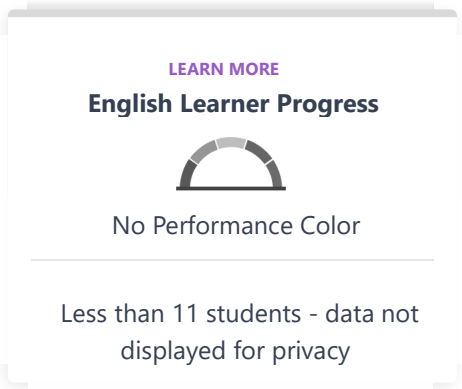 LEARN MORE
English Learner Progress
No Performance Color
Less than 11 students - data not
displayed for privacy